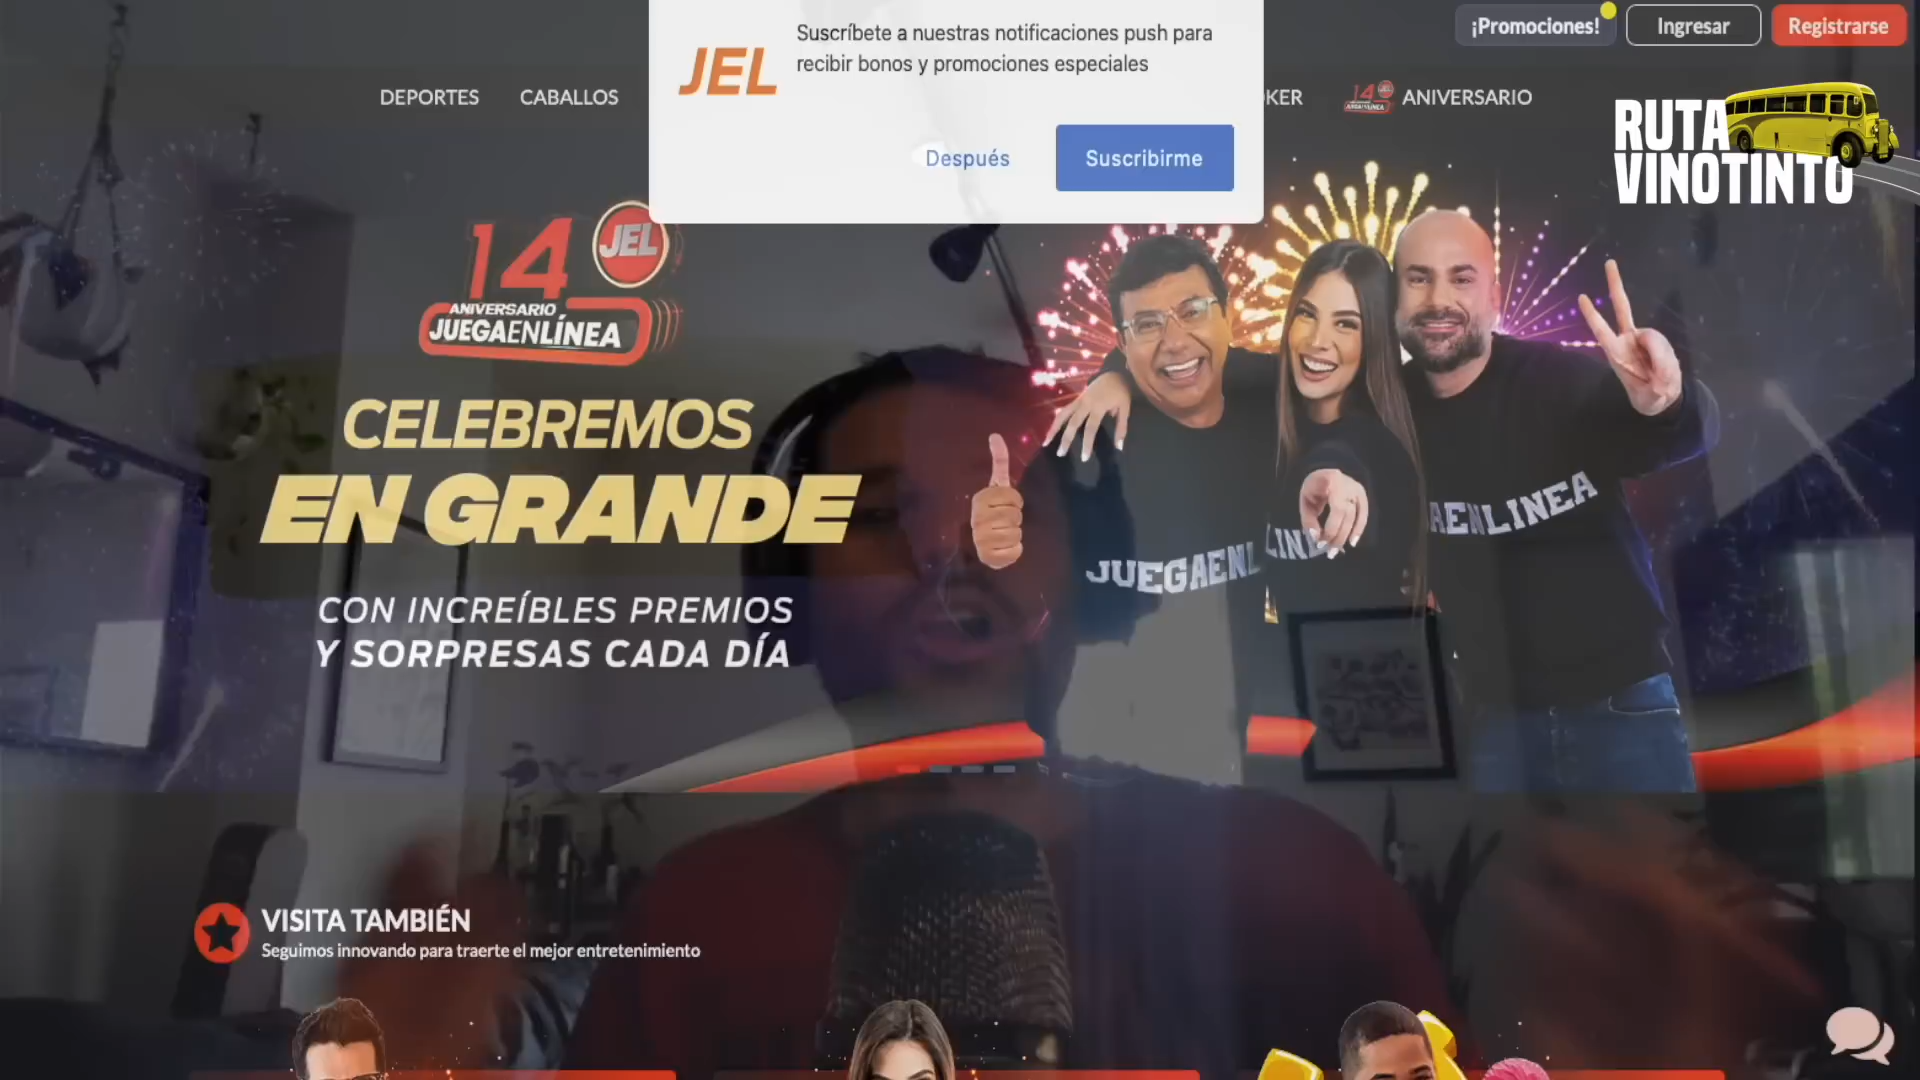 Suscríbete a nuestras notificaciones push para
recibir bonos y promociones especiales
JEL
Después
Suscribirme
¡Promociones!
Ingresar
Registrarse
DEPORTES
CABALLOS
KER
ANIVERSARIO
RUTA
VINOTINTO
14
JEL
ANIVERSARIO
JUEGAENLÍNEA
CELEBREMOS
EN GRANDE
CON INCREÍBLES PREMIOS
Y SORPRESAS CADA DÍA
JUEGAENL
LINE
AENLINEA
VISITA TAMBIÉN
Seguimos innovando para traerte el mejor entretenimiento